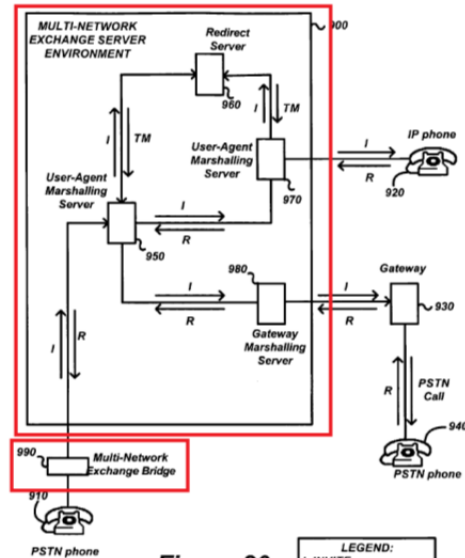 MULTI-NETWORK
EXCHANGE SERVER
ENVIRONMENT
Redirect
Server
900
960
I
TM
I
TM
User-Agent
Marshalling
Server
970
I
R
IP phone
920
User-Agent
Marshalling
Server
950
I
R
980
Gateway
Marshalling
Server
I
R
I
R
Gateway
930
I
R
R
PSTN
Call
940
PSTN phone
990
Multi-Network
Exchange Bridge
910
PSTN phone
LEGEND: